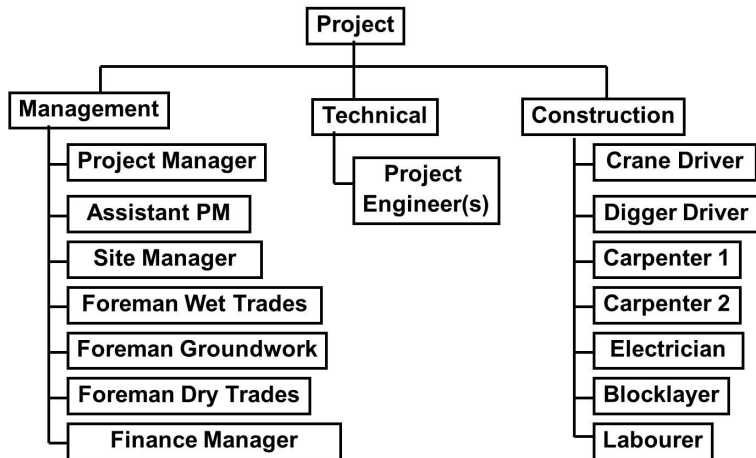 Project
Management
Technical
Construction
Project Manager
Assistant PM
Site Manager
Foreman Wet Trades
Foreman Groundwork
Foreman Dry Trades
Finance Manager
Project
Engineer(s)
Crane Driver
Digger Driver
Carpenter 1
Carpenter 2
Electrician
Blocklayer
Labourer